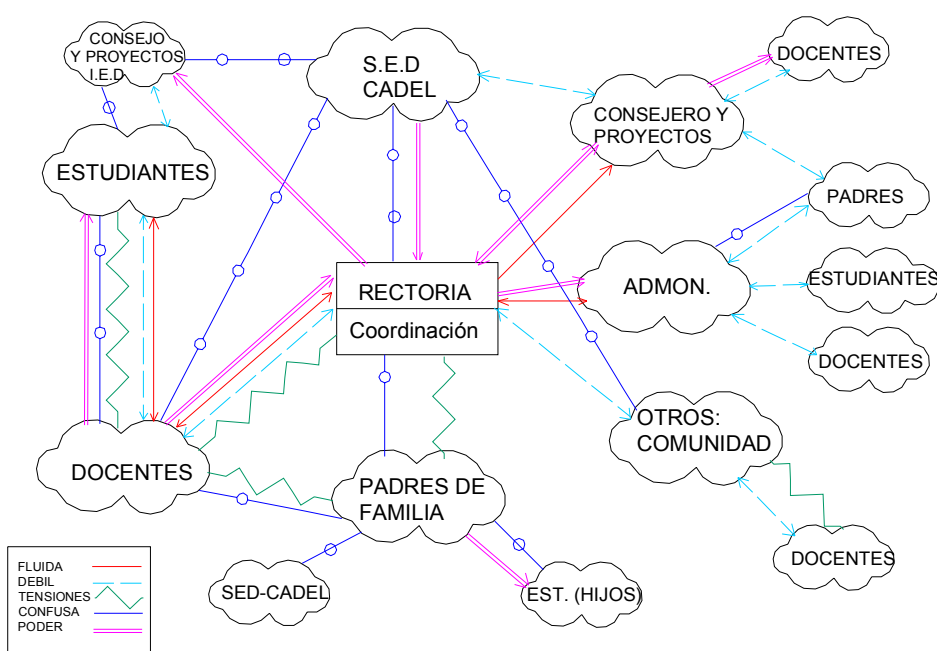 CONSEJO
Y PROYECTOS
I.E.D
S.E.D
CADEL
DOCENTES
CONSEJERO Y
PROYECTOS
ESTUDIANTES
PADRES
RECTORIA
Coordinación
ADMON.
ESTUDIANTES
DOCENTES
OTROS:
COMUNIDAD
DOCENTES
PADRES DE
FAMILIA
DOCENTES
SED-CADEL
EST. (HIJOS)
FLUIDA
DEBIL
TENSIONES
CONFUSA
PODER